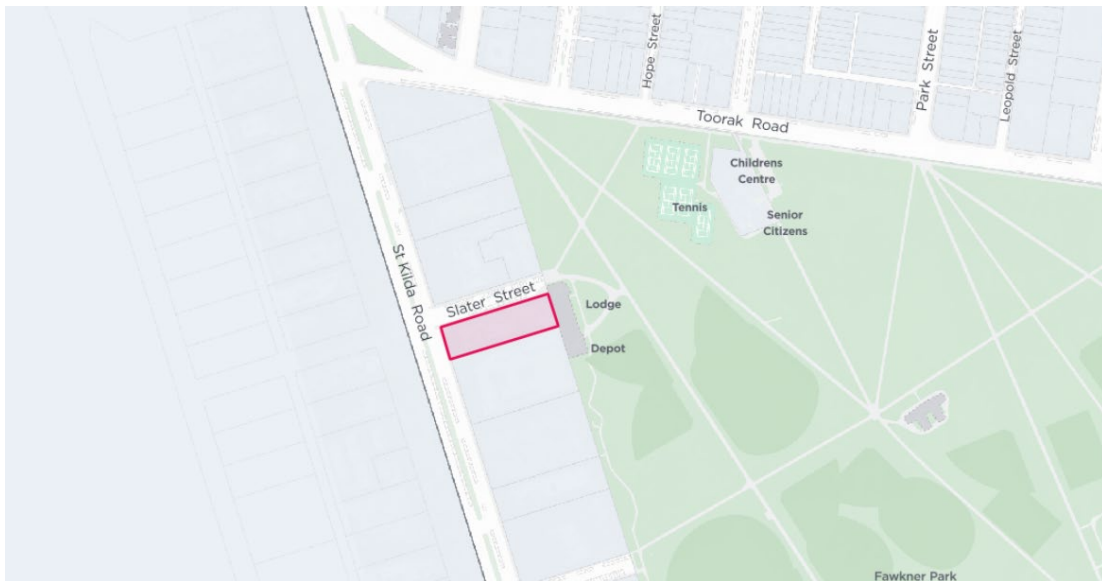 Hope Street
Park Street
Leopold Street
Toorak Road
Childrens
Centre
Tennis
Senior
Citizens
St Kilda Road
Slater Street
Lodge
Depot
Fawkner Park